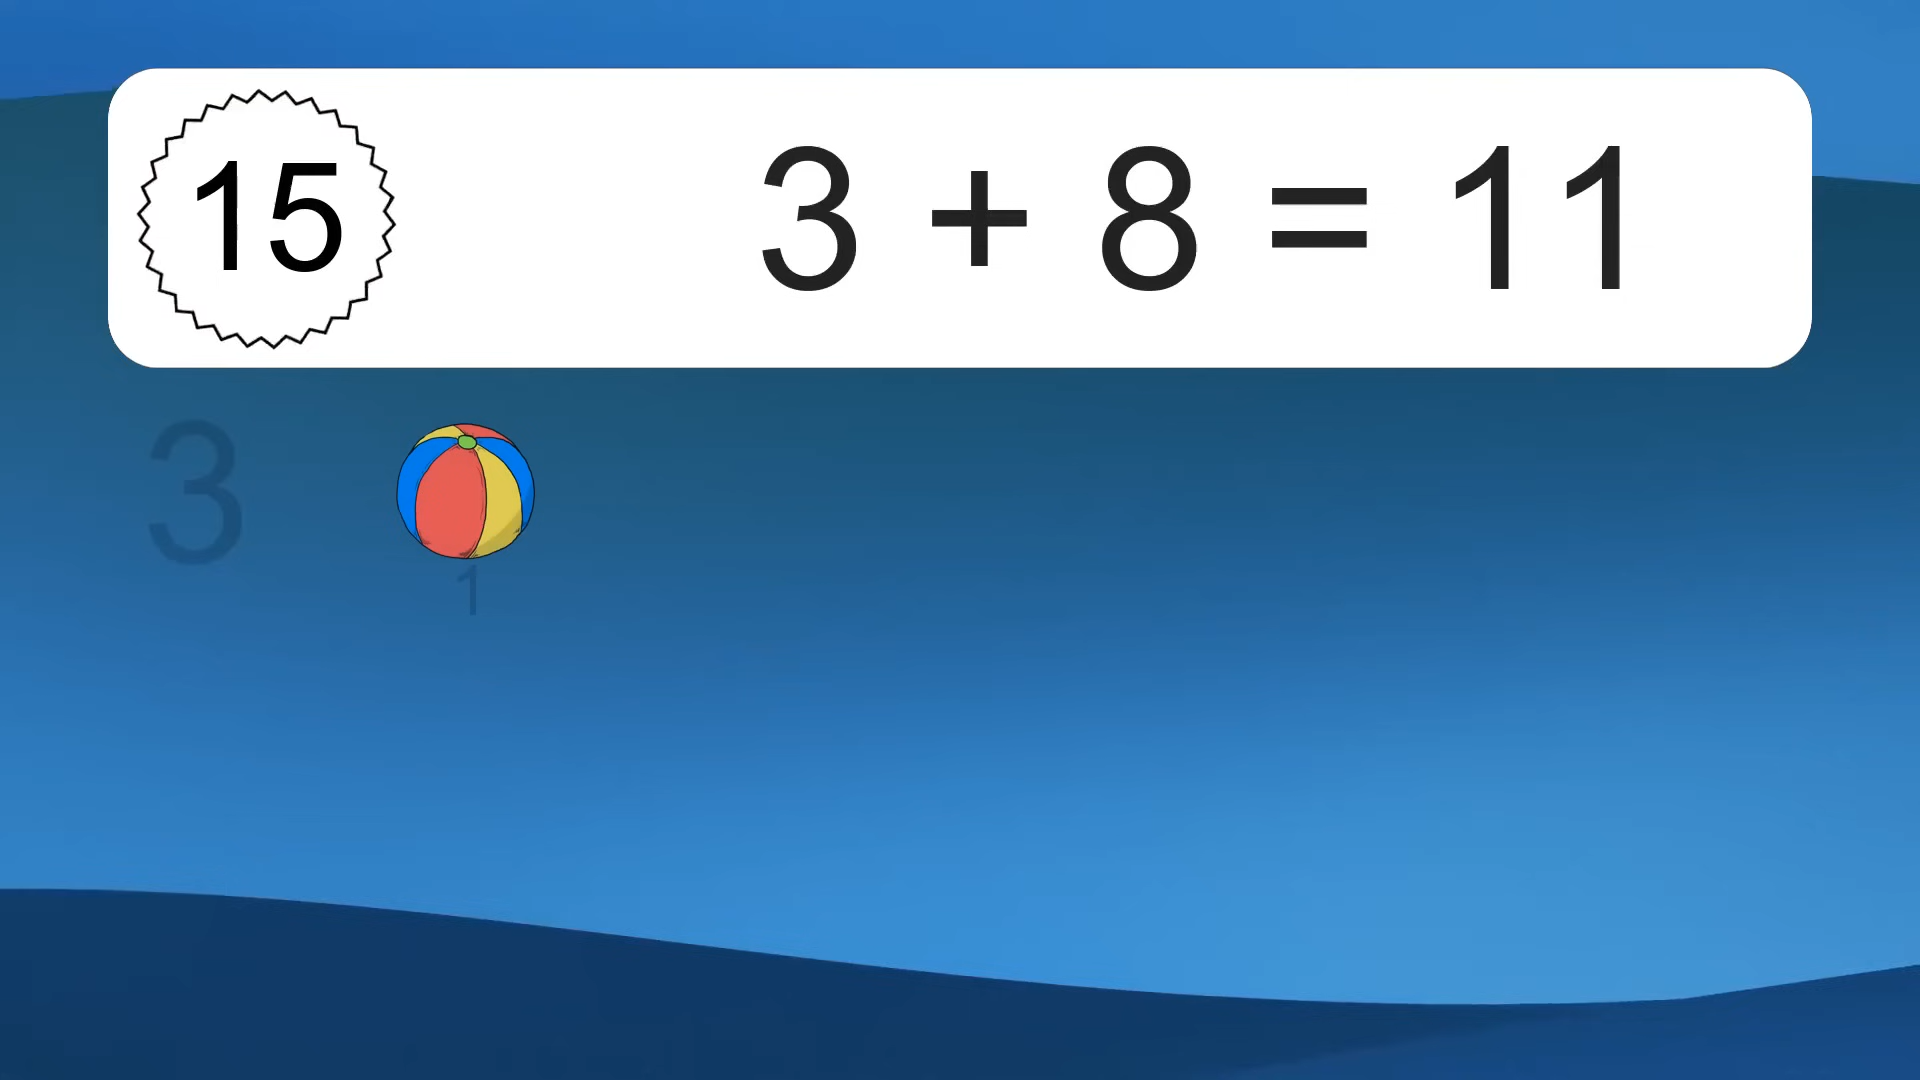 15
3 + 8 = 11
3
1